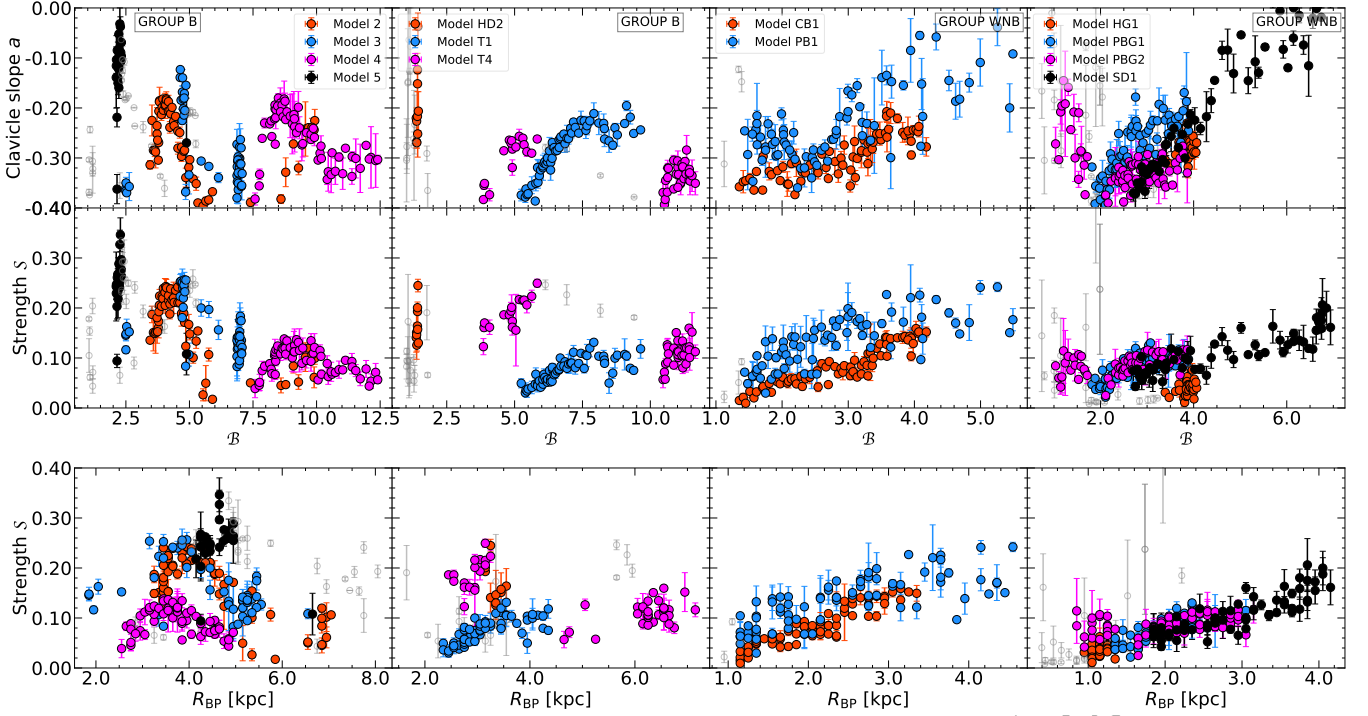 GROUP B
Model 2
Model 3
Model 4
Model 5
Model HD2
Model T1
Model T4
GROUP B
Model CB1
Model PB1
GROUP WNB
Model HG1
Model PBG1
Model PBG2
Model SD1
GROUP WNB
Clavicle slope a
0.00
-0.10
-0.20
-0.30
-0.40
Strength S
0.40
0.30
0.20
0.10
0.00
2.5 5.0 7.5 10.0 12.5
2.5 5.0 7.5 10.0
1.0 2.0 3.0 4.0 5.0
2.0 4.0 6.0
ℬ ℬ ℬ ℬ
Strength S
0.40
0.30
0.20
0.10
0.00
2.0 4.0 6.0 8.0
2.0 4.0 6.0
1.0 2.0 3.0 4.0
1.0 2.0 3.0 4.0
R_BP [kpc] R_BP [kpc] R_BP [kpc] R_BP [kpc]